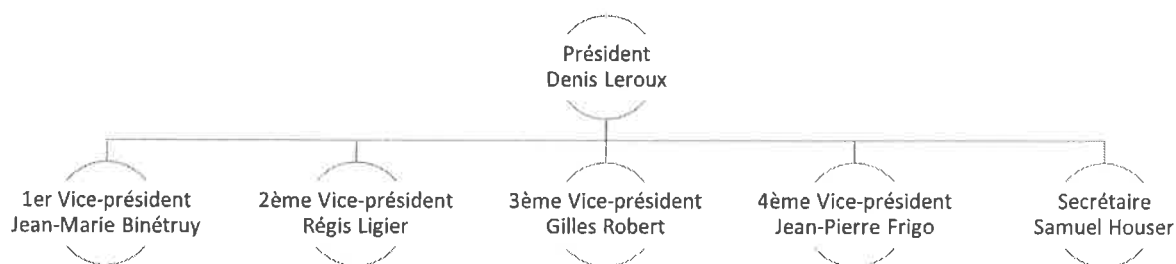 Président
Denis Leroux
1er Vice-président
Jean-Marie Binétruy
2ème Vice-président
Régis Ligier
3ème Vice-président
Gilles Robert
4ème Vice-président
Jean-Pierre Frigo
Secrétaire
Samuel Houser